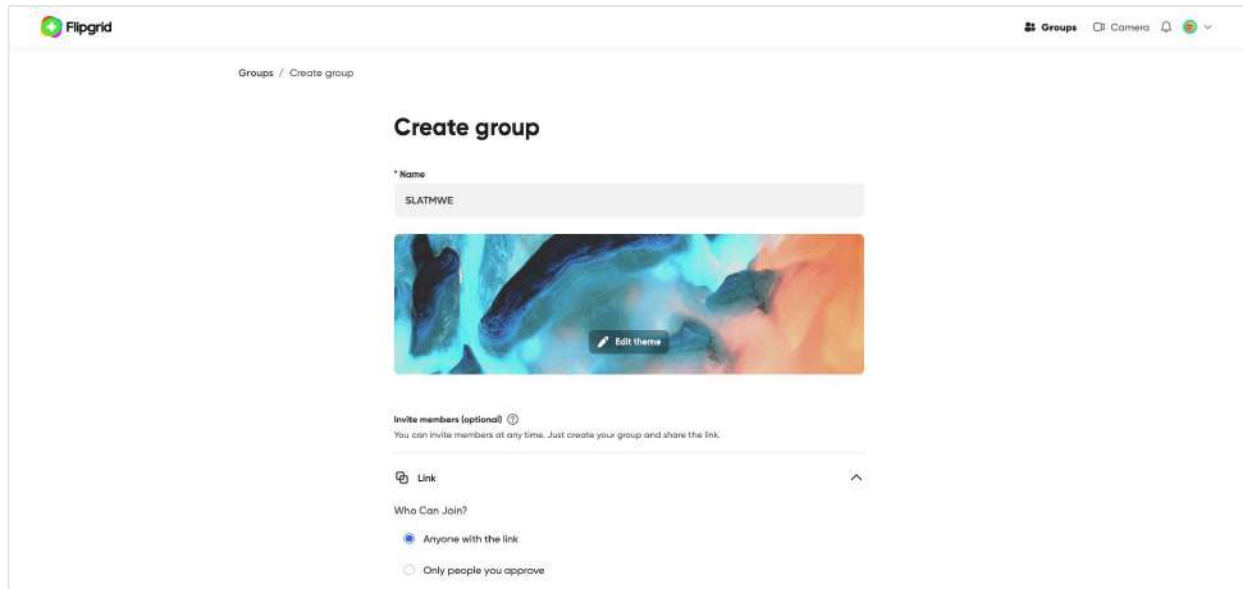 Flipgrid
Groups Camera
Groups / Create group
Create group
* Name
SLATMWE
Edit theme
Invite members (optional)
You can invite members at any time. Just create your group and share the link.
Link
Who Can Join?
Anyone with the link
Only people you approve